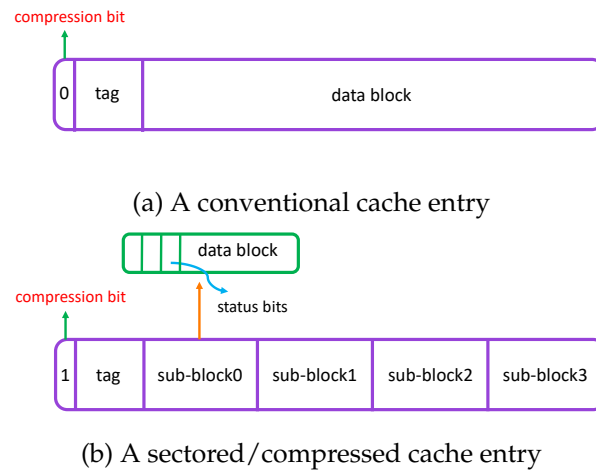 compression bit
0 tag data block
(a) A conventional cache entry
data block
status bits
compression bit
1 tag sub-block0 sub-block1 sub-block2 sub-block3
(b) A sectored/compressed cache entry